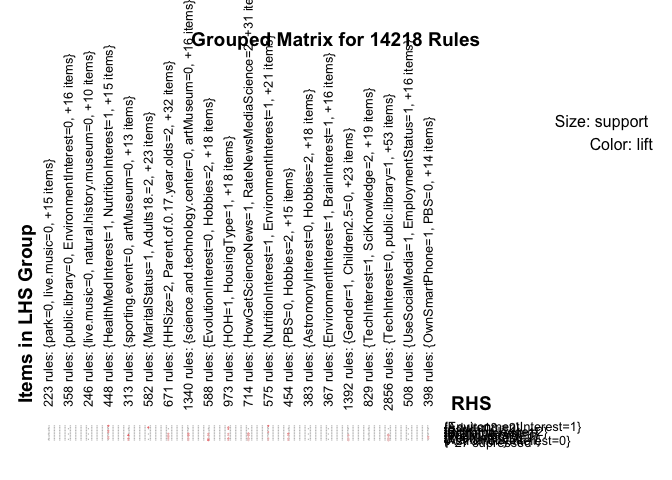 Grouped Matrix for 14218 Rules
Size: support
Color: lift
Items in LHS Group
223 rules: {park=0, live.music=0, +15 items}
358 rules: {public.library=0, EnvironmentInterest=0, +16 items}
246 rules: {live.music=0, natural.history.museum=0, +10 items}
448 rules: {HealthMedInterest=1, NutritionInterest=1, +15 items}
313 rules: {sporting.event=0, artMuseum=0, +13 items}
582 rules: {MaritalStatus=1, Adults18.=2, +23 items}
671 rules: {HHSize=2, Parent.of.0.17.year.olds=2, +32 items}
1340 rules: {science.and.technology.center=0, artMuseum=0, +16 items}
588 rules: {EvolutionInterest=0, Hobbies=2, +18 items}
973 rules: {HOH=1, HousingType=1, +18 items}
714 rules: {HowGetScienceNews=1, RateNewsMediaScience=2, +31 ite
575 rules: {NutritionInterest=1, EnvironmentInterest=1, +21 items}
454 rules: {PBS=0, Hobbies=2, +15 items}
383 rules: {AstromonyInterest=0, Hobbies=2, +18 items}
367 rules: {EnvironmentInterest=1, BrainInterest=1, +16 items}
1392 rules: {Gender=1, Children2.5=0, +23 items}
829 rules: {TechInterest=1, SciKnowledge=2, +19 items}
2856 rules: {TechInterest=0, public.library=1, +53 items}
508 rules: {UseSocialMedia=1, EmploymentStatus=1, +16 items}
398 rules: {OwnSmartPhone=1, PBS=0, +14 items}
RHS
{EnvironmentInterest=1}